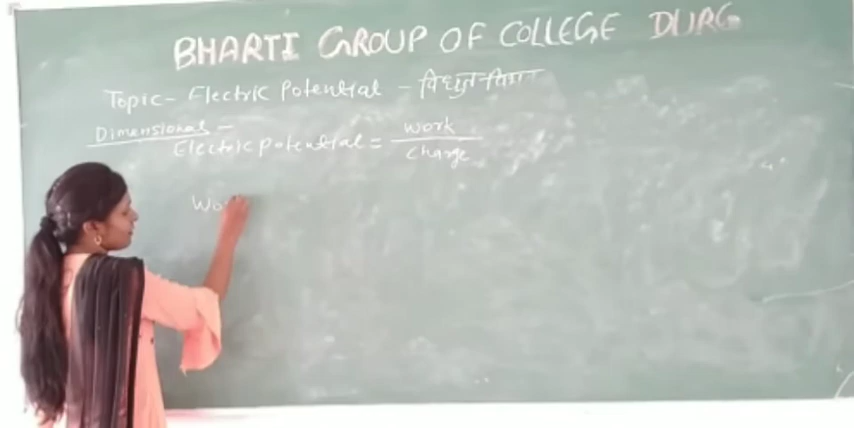 BHARTI GROUP OF COLLEGE DURG
Topic - Electric Potential - विद्युत विभव
Dimensional -
Electric potential = work / charge
Wo